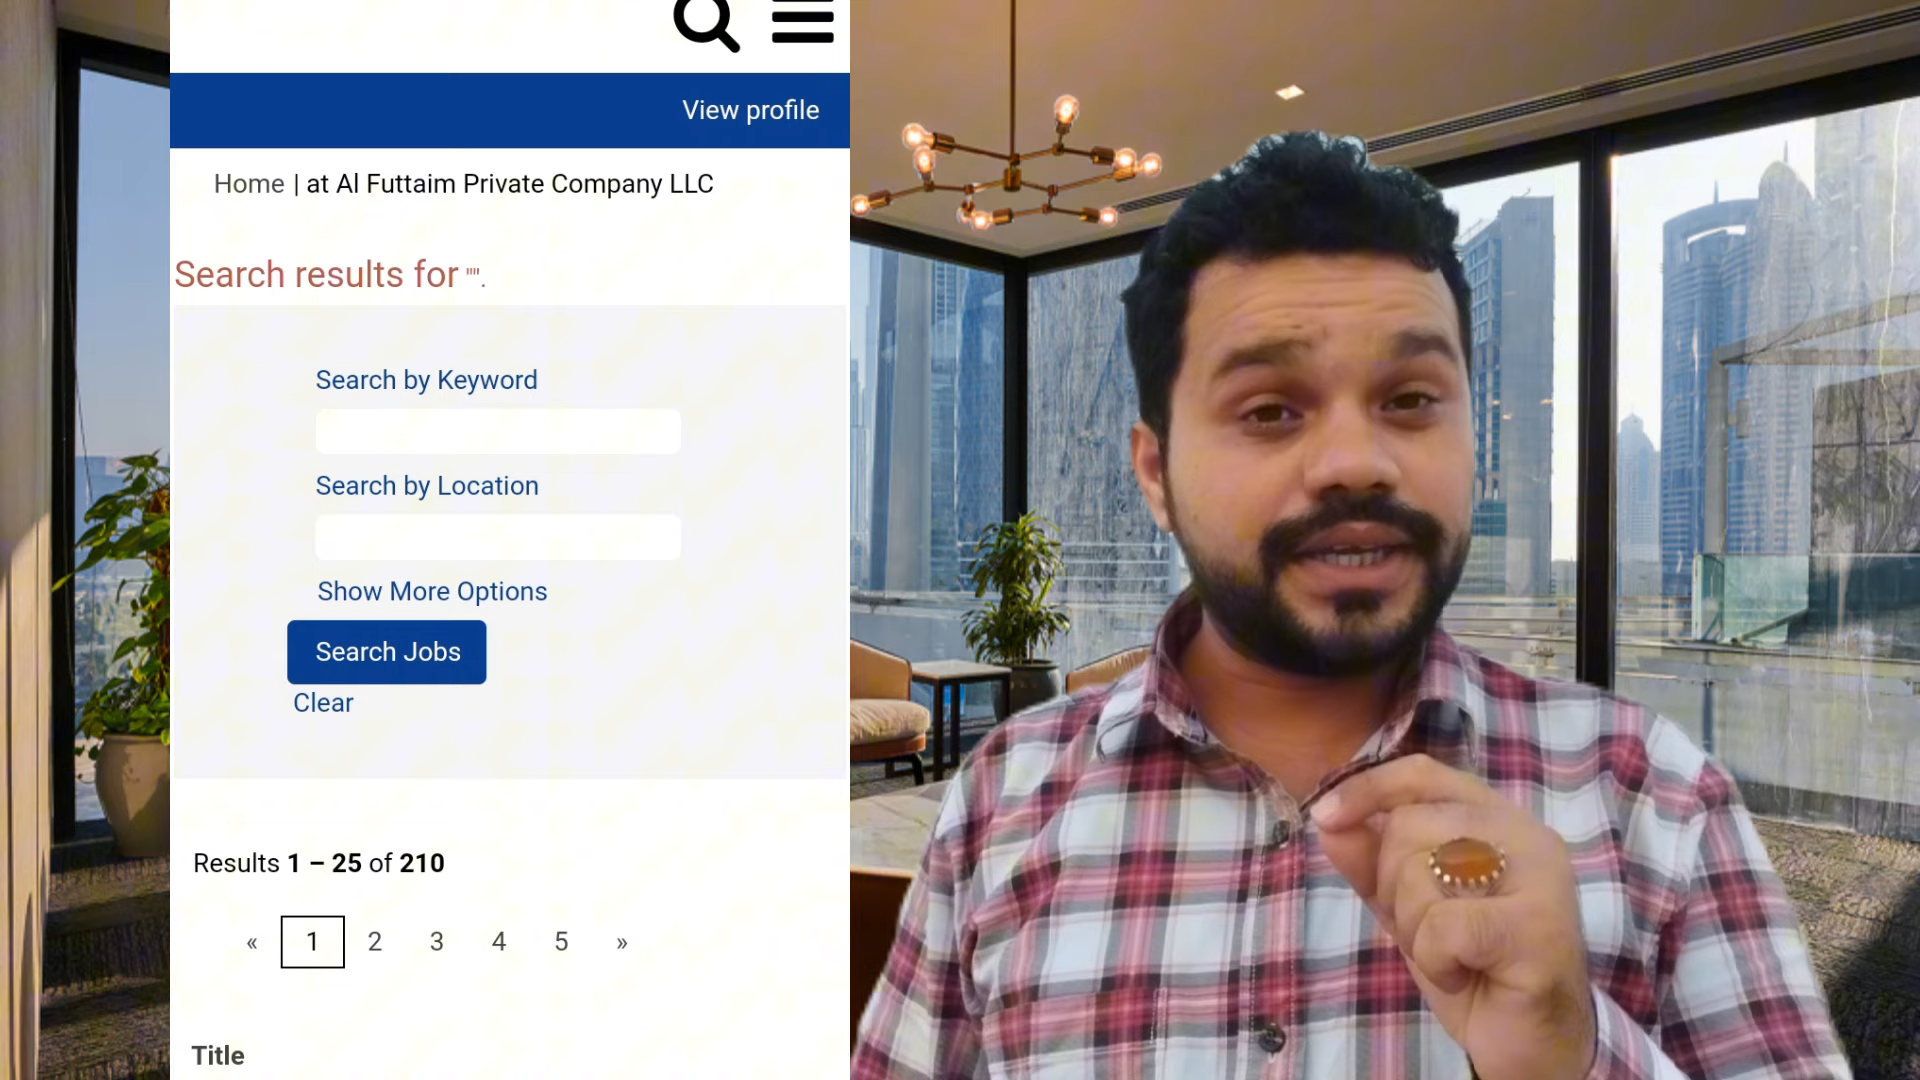 View profile
Home | at Al Futtaim Private Company LLC
Search results for "".
Search by Keyword
Search by Location
Show More Options
Search Jobs
Clear
Results 1 – 25 of 210
« 1 2 3 4 5 »
Title